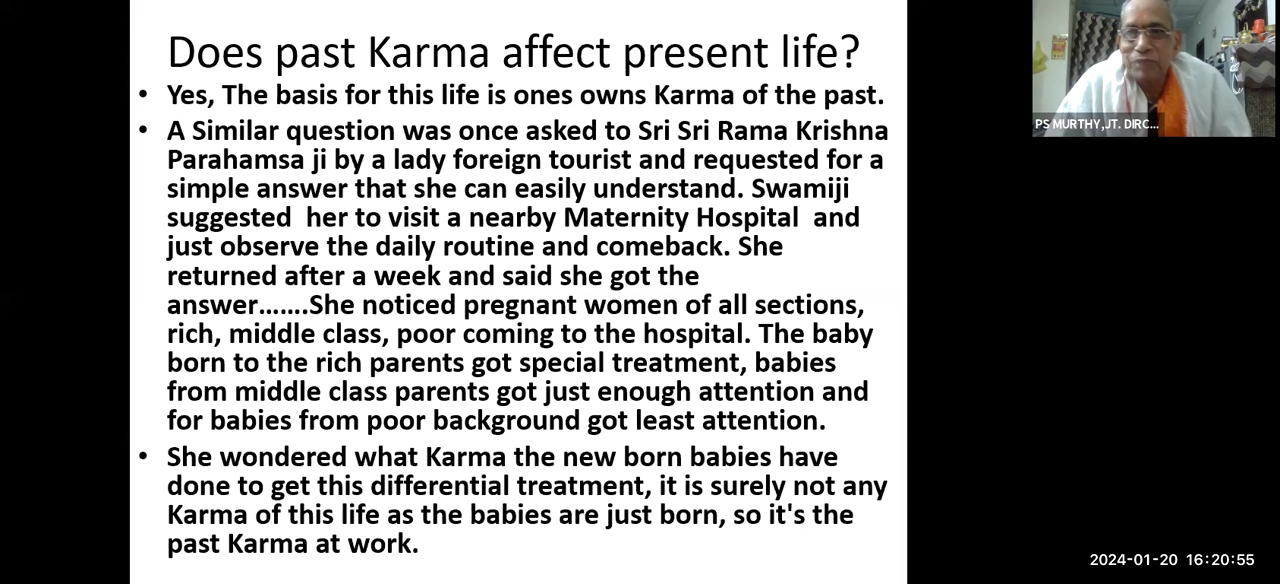 Does past Karma affect present life?
• Yes, The basis for this life is ones owns Karma of the past.
• A Similar question was once asked to Sri Sri Rama Krishna
Parahamsa ji by a lady foreign tourist and requested for a
simple answer that she can easily understand. Swamiji
suggested  her to visit a nearby Maternity Hospital  and
just observe the daily routine and comeback. She
returned after a week and said she got the
answer…….She noticed pregnant women of all sections,
rich, middle class, poor coming to the hospital. The baby
born to the rich parents got special treatment, babies
from middle class parents got just enough attention and
for babies from poor background got least attention.
• She wondered what Karma the new born babies have
done to get this differential treatment, it is surely not any
Karma of this life as the babies are just born, so it's the
past Karma at work.
PS MURTHY,JT. DIRC...
2024-01-20 16:20:55